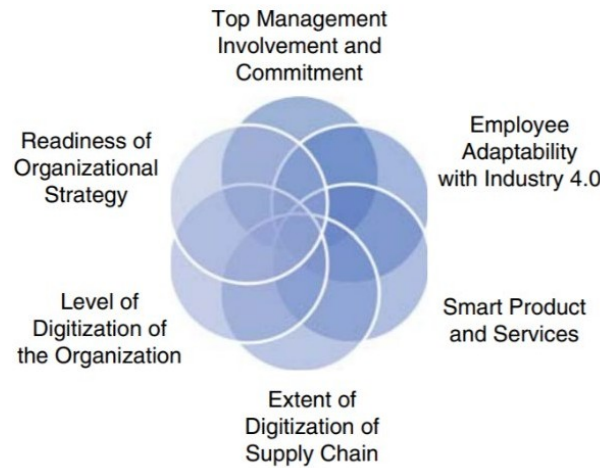 Top Management
Involvement and
Commitment
Employee
Adaptability
with Industry 4.0
Smart Product
and Services
Extent of
Digitization of
Supply Chain
Level of
Digitization of
the Organization
Readiness of
Organizational
Strategy